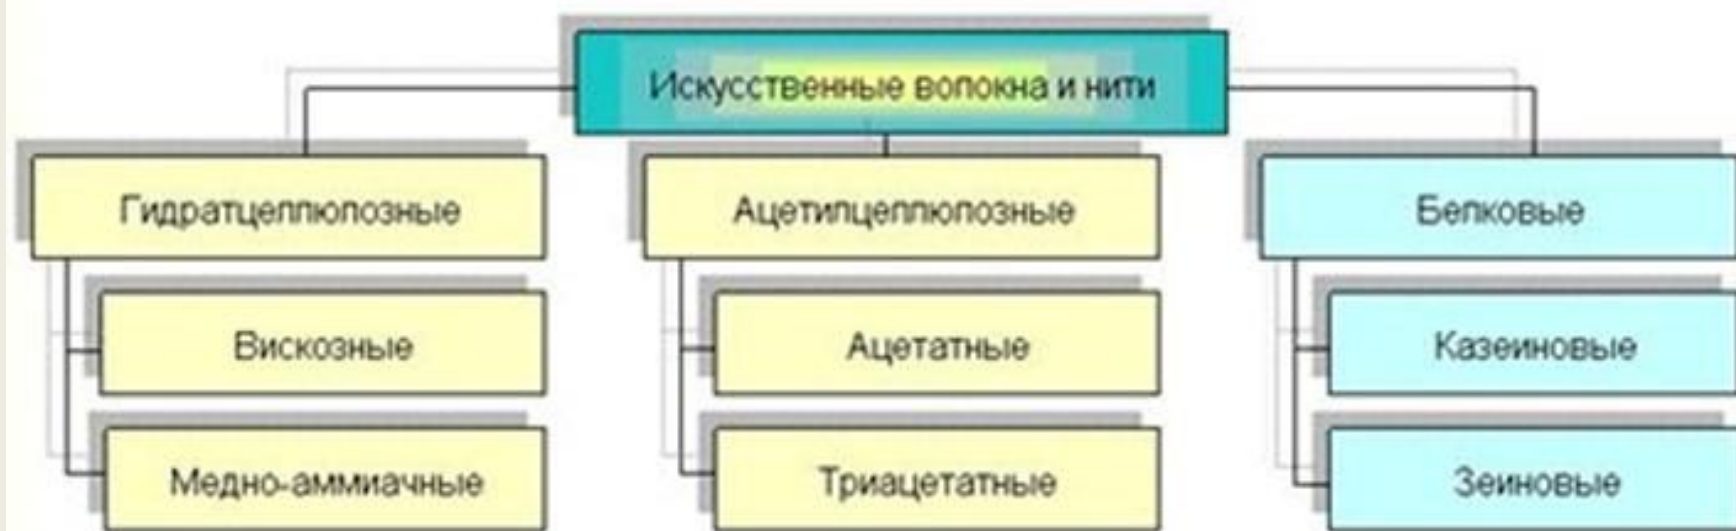 Искусственные волокна и нити
Гидратцеллюлозные
Ацетилцеллюлозные
Белковые
Вискозные
Ацетатные
Казеиновые
Медно-аммиачные
Триацетатные
Зеиновые